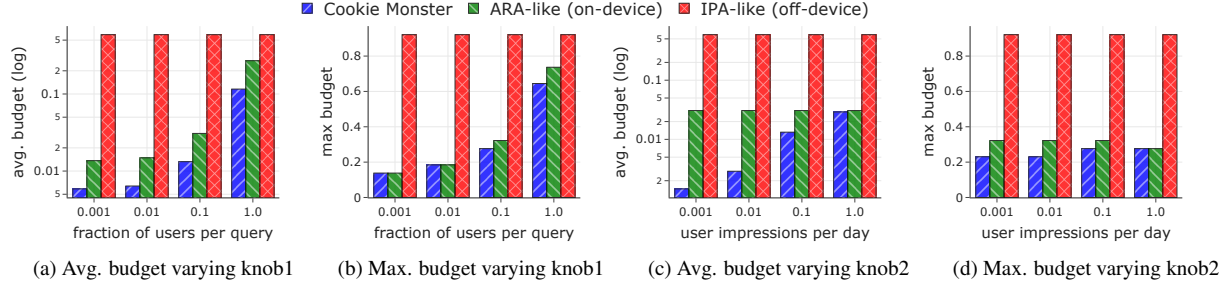 Cookie Monster ARA-like (on-device) IPA-like (off-device)
avg. budget (log)
5
2
0.1
5
2
0.01
5
0.001 0.01 0.1 1.0
fraction of users per query
(a) Avg. budget varying knob1
max budget
0.8
0.6
0.4
0.2
0
0.001 0.01 0.1 1.0
fraction of users per query
(b) Max. budget varying knob1
avg. budget (log)
5
2
0.1
5
2
0.01
5
2
0.001 0.01 0.1 1.0
user impressions per day
(c) Avg. budget varying knob2
max budget
0.8
0.6
0.4
0.2
0
0.001 0.01 0.1 1.0
user impressions per day
(d) Max. budget varying knob2